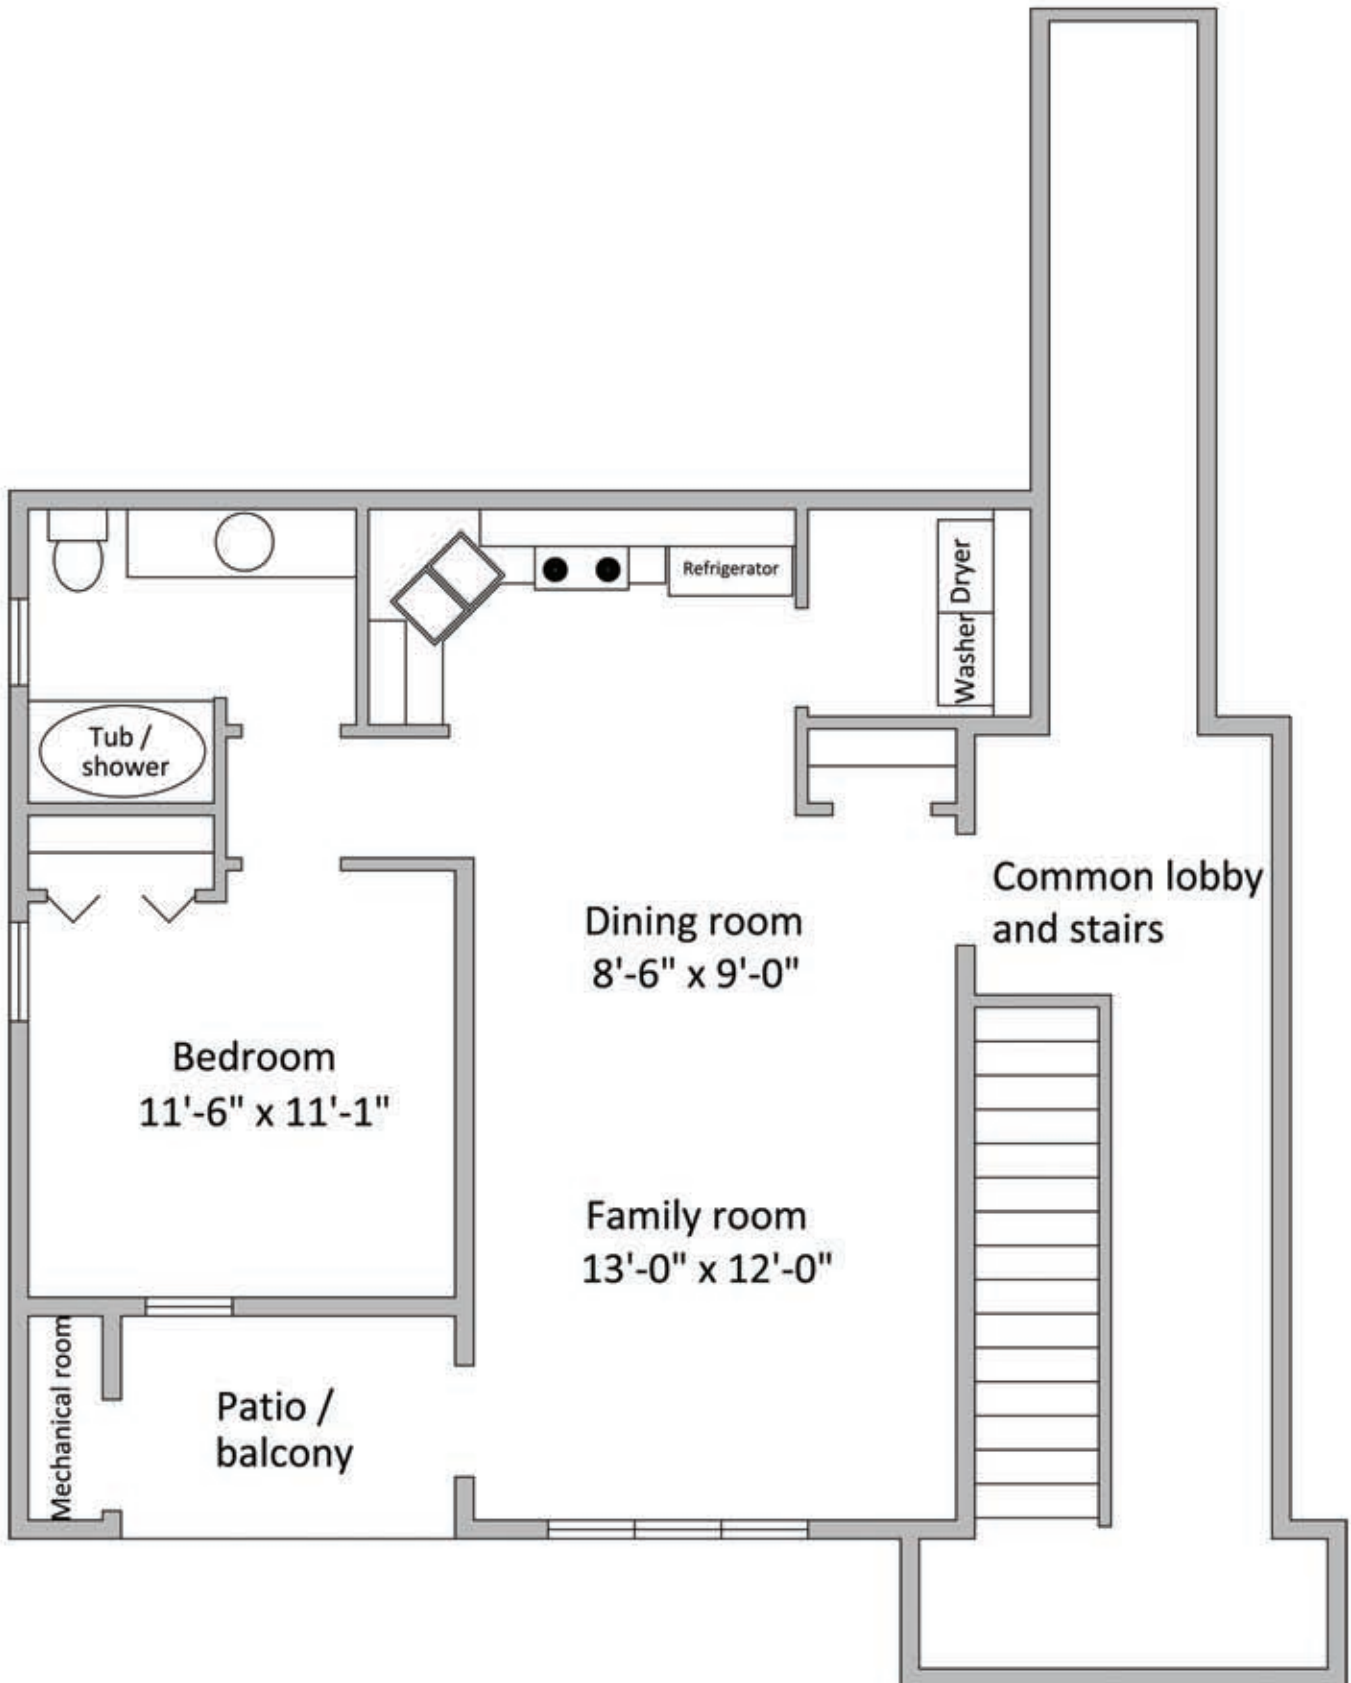 Refrigerator
Dryer
Washer
Tub /
shower
Common lobby
and stairs
Dining room
8'-6" x 9'-0"
Bedroom
11'-6" x 11'-1"
Family room
13'-0" x 12'-0"
Mechanical room
Patio /
balcony